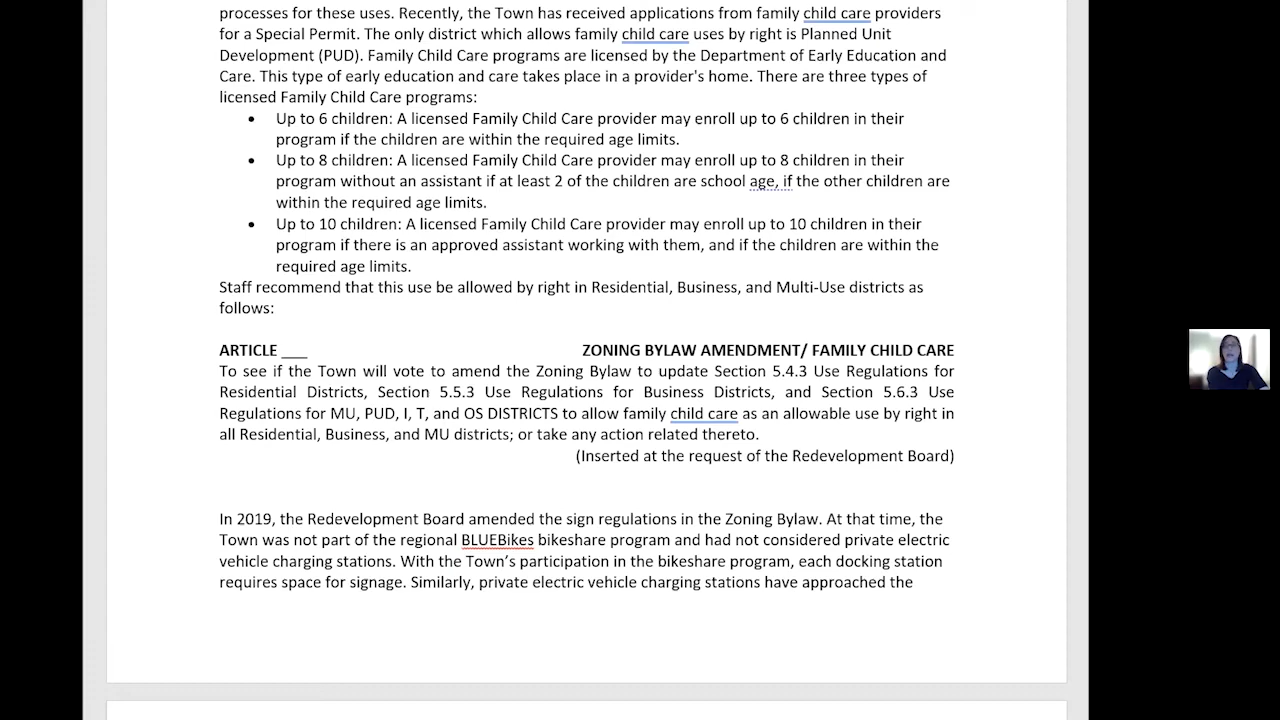 processes for these uses. Recently, the Town has received applications from family child care providers
for a Special Permit. The only district which allows family child care uses by right is Planned Unit
Development (PUD). Family Child Care programs are licensed by the Department of Early Education and
Care. This type of early education and care takes place in a provider's home. There are three types of
licensed Family Child Care programs:
• Up to 6 children: A licensed Family Child Care provider may enroll up to 6 children in their
program if the children are within the required age limits.
• Up to 8 children: A licensed Family Child Care provider may enroll up to 8 children in their
program without an assistant if at least 2 of the children are school age, if the other children are
within the required age limits.
• Up to 10 children: A licensed Family Child Care provider may enroll up to 10 children in their
program if there is an approved assistant working with them, and if the children are within the
required age limits.
Staff recommend that this use be allowed by right in Residential, Business, and Multi-Use districts as
follows:
ARTICLE ___ ZONING BYLAW AMENDMENT/ FAMILY CHILD CARE
To see if the Town will vote to amend the Zoning Bylaw to update Section 5.4.3 Use Regulations for
Residential Districts, Section 5.5.3 Use Regulations for Business Districts, and Section 5.6.3 Use
Regulations for MU, PUD, I, T, and OS DISTRICTS to allow family child care as an allowable use by right in
all Residential, Business, and MU districts; or take any action related thereto.
(Inserted at the request of the Redevelopment Board)
In 2019, the Redevelopment Board amended the sign regulations in the Zoning Bylaw. At that time, the
Town was not part of the regional BLUEBikes bikeshare program and had not considered private electric
vehicle charging stations. With the Town’s participation in the bikeshare program, each docking station
requires space for signage. Similarly, private electric vehicle charging stations have approached the